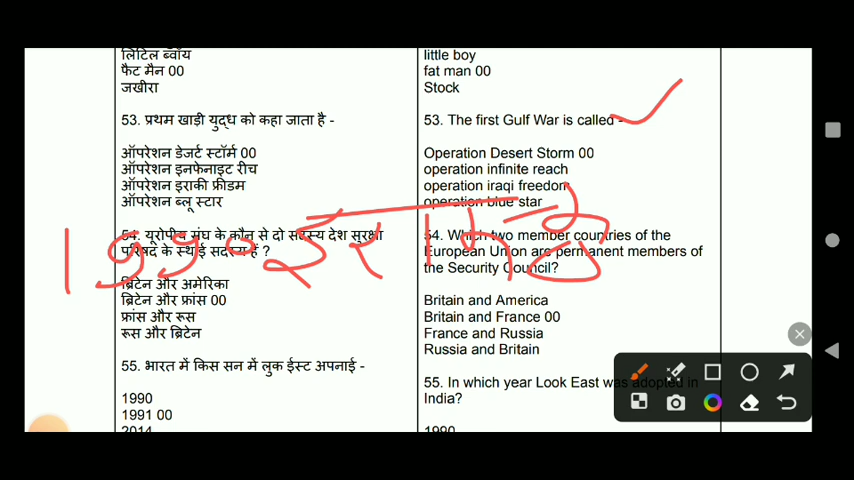 लिटिल ब्वॉय
फैट मैन 00
जखीरा
53. प्रथम खाड़ी युद्ध को कहा जाता है -
ऑपरेशन डेजर्ट स्टॉर्म 00
ऑपरेशन इनफेनाइट रीच
ऑपरेशन इराकी फ्रीडम
ऑपरेशन ब्लू स्टार
54. यूरोपीय संघ के कौन से दो सदस्य देश सुरक्षा
परिषद के स्थाई सदस्य हैं ?
ब्रिटेन और अमेरिका
ब्रिटेन और फ्रांस 00
फ्रांस और रूस
रूस और ब्रिटेन
55. भारत में किस सन में लुक ईस्ट अपनाई -
1990
1991 00
2014
little boy
fat man 00
Stock
53. The first Gulf War is called -
Operation Desert Storm 00
operation infinite reach
operation iraqi freedom
operation blue star
54. Which two member countries of the
European Union are permanent members of
the Security Council?
Britain and America
Britain and France 00
France and Russia
Russia and Britain
55. In which year Look East was adopted in
India?
1990